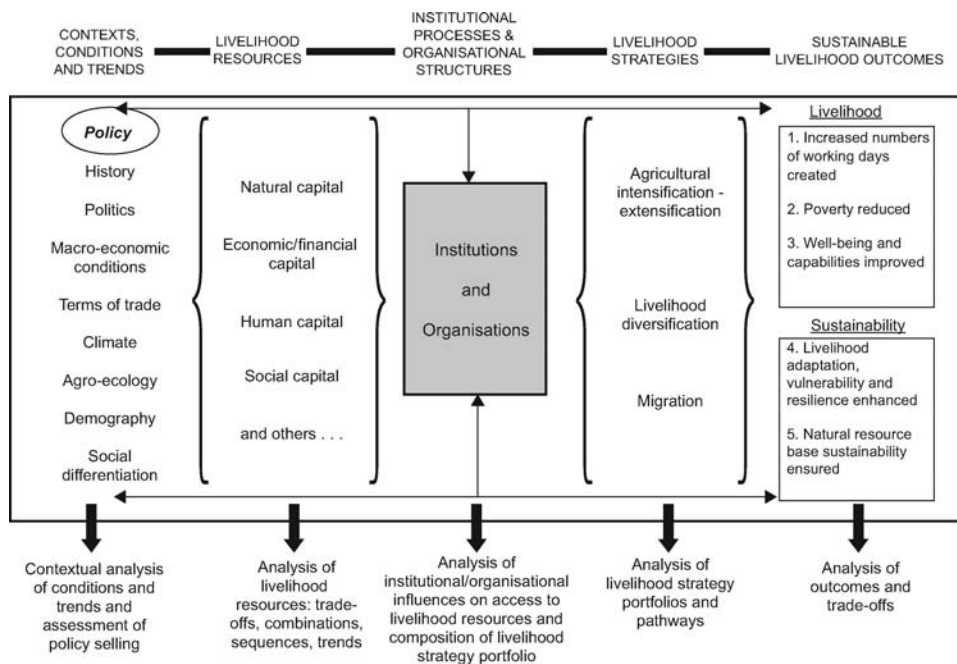 CONTEXTS,
CONDITIONS
AND TRENDS
LIVELIHOOD
RESOURCES
INSTITUTIONAL
PROCESSES &
ORGANISATIONAL
STRUCTURES
LIVELIHOOD
STRATEGIES
SUSTAINABLE
LIVELIHOOD OUTCOMES
Policy
History
Politics
Macro-economic
conditions
Terms of trade
Climate
Agro-ecology
Demography
Social
differentiation
Natural capital
Economic/financial
capital
Human capital
Social capital
and others . . .
Institutions
and
Organisations
Agricultural
intensification -
extensification
Livelihood
diversification
Migration
Livelihood
1. Increased numbers
of working days
created
2. Poverty reduced
3. Well-being and
capabilities improved
Sustainability
4. Livelihood
adaptation,
vulnerability and
resilience enhanced
5. Natural resource
base sustainability
ensured
Contextual analysis
of conditions and
trends and
assessment of
policy selling
Analysis of
livelihood
resources: trade-
offs, combinations,
sequences, trends
Analysis of
institutional/organisational
influences on access to
livelihood resources and
composition of livelihood
strategy portfolio
Analysis of
livelihood strategy
portfolios and
pathways
Analysis of
outcomes and
trade-offs